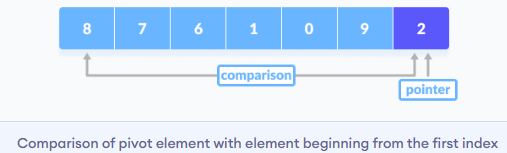 8 7 6 1 0 9 2
comparison
pointer
Comparison of pivot element with element beginning from the first index